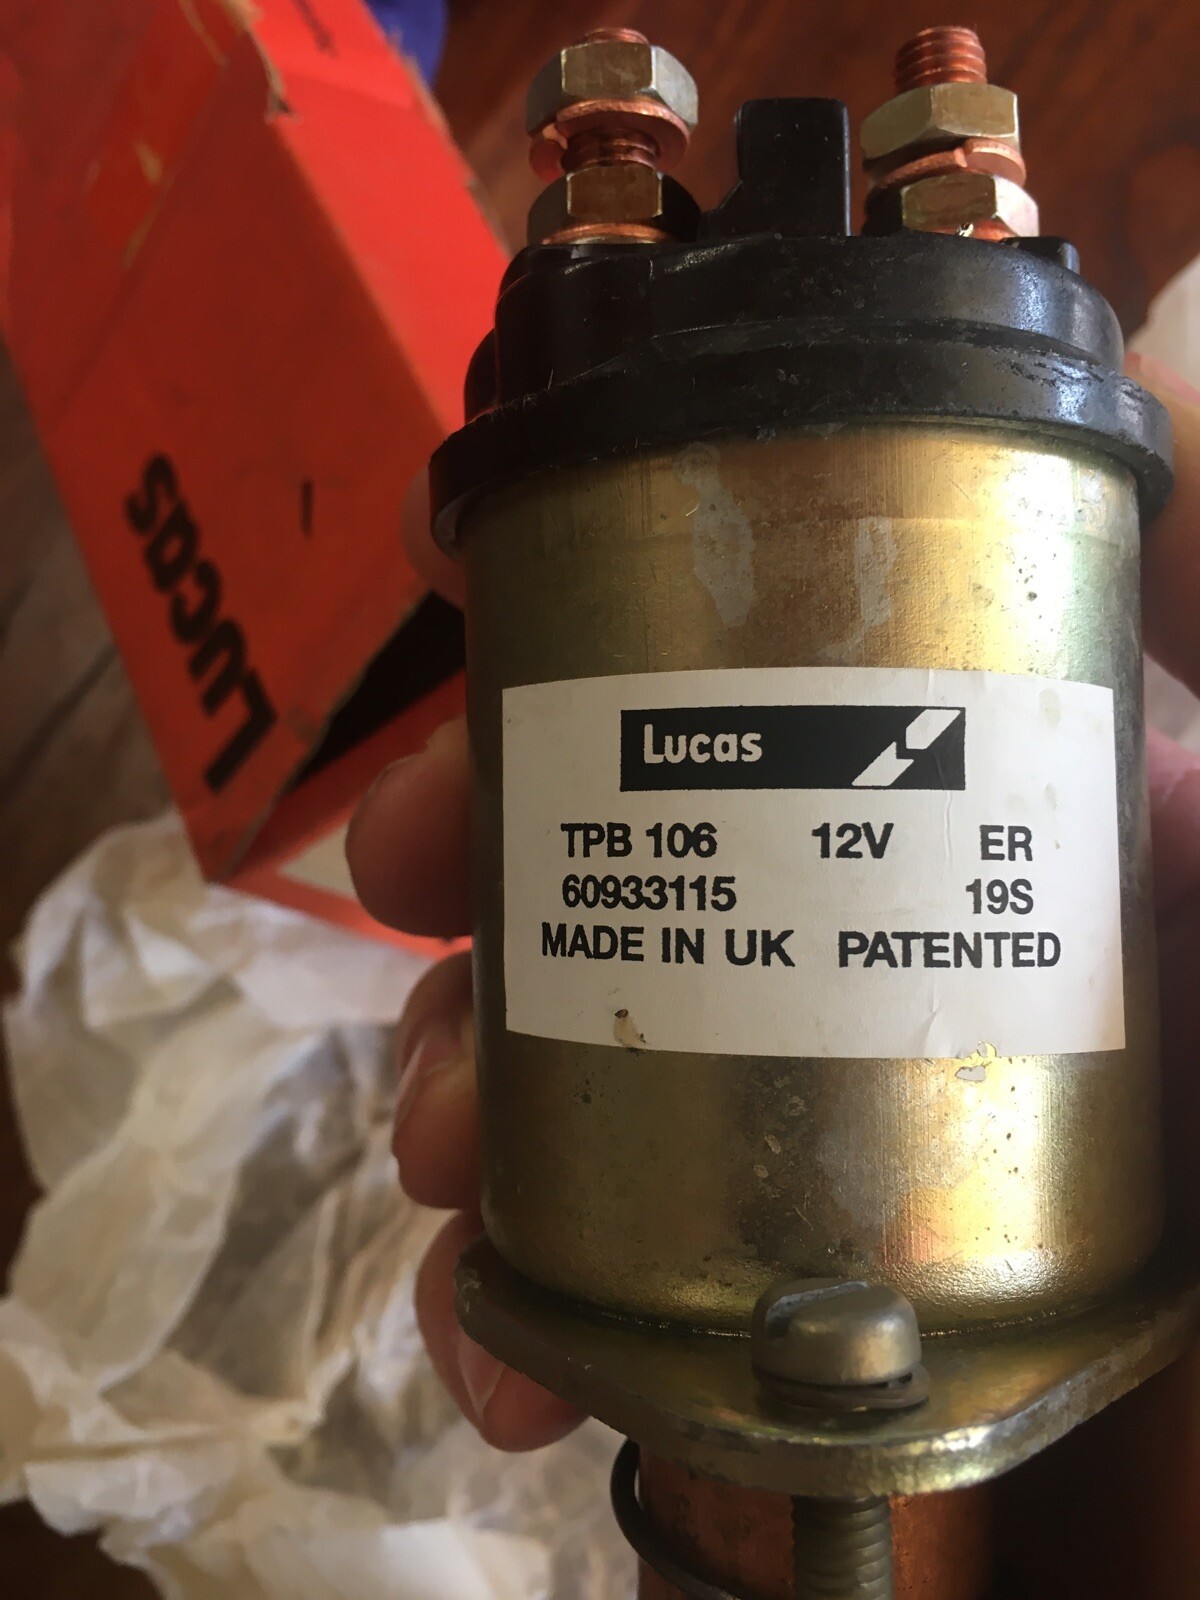 Lucas
Lucas
TPB 106 12V ER
60933115 19S
MADE IN UK PATENTED